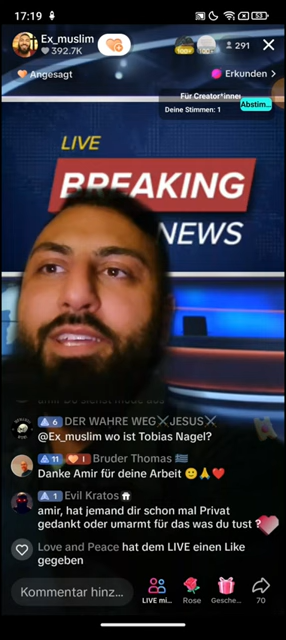 17:19
53
Ex_muslim
392.7K
291
Angesagt
Erkunden >
Für Creator*innen
Deine Stimmen: 1
Abstim...
LIVE
BREAKING
NEWS
6 DER WAHRE WEG⚔JESUS⚔
@Ex_muslim wo ist Tobias Nagel?
11 1 Bruder Thomas 🇬🇷
Danke Amir für deine Arbeit 🙂🙏❤️
1 Evil Kratos
amir, hat jemand dir schon mal Privat
gedankt oder umarmt für das was du tust ?
Love and Peace hat dem LIVE einen Like
gegeben
Kommentar hinz...
LIVE mi...
Rose
Gesche...
70